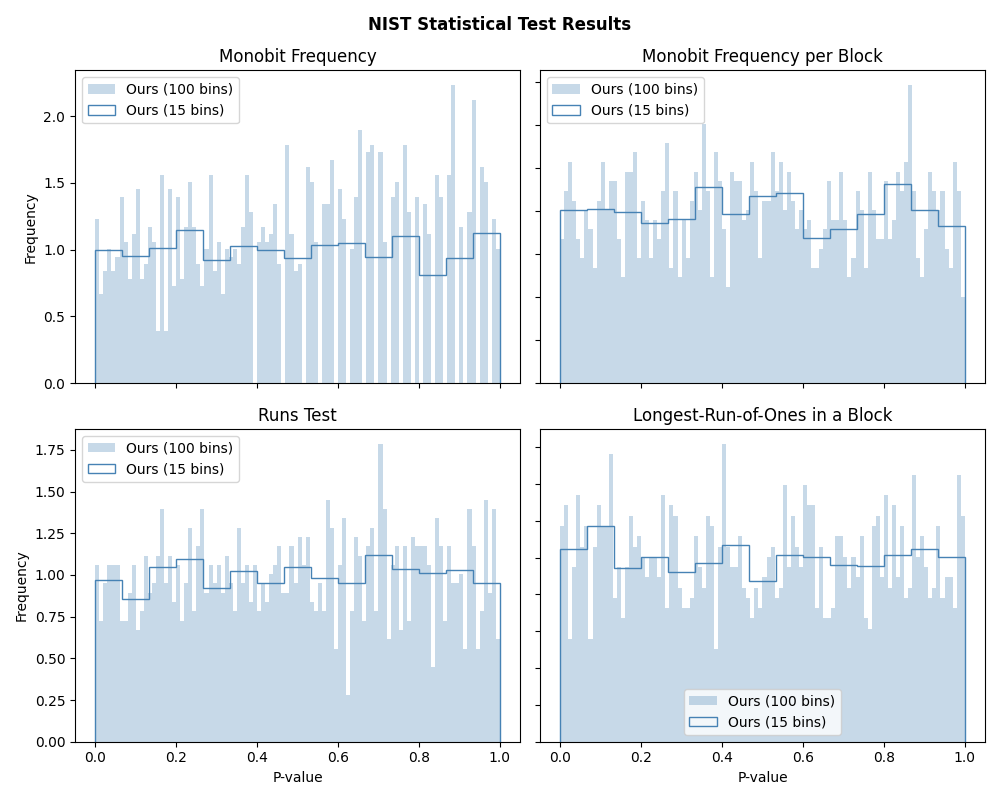 NIST Statistical Test Results
Monobit Frequency
Ours (100 bins)
Ours (15 bins)
Frequency
2.0
1.5
1.0
0.5
0.0
Monobit Frequency per Block
Ours (100 bins)
Ours (15 bins)
Runs Test
Ours (100 bins)
Ours (15 bins)
Frequency
1.75
1.50
1.25
1.00
0.75
0.50
0.25
0.00
0.0 0.2 0.4 0.6 0.8 1.0
P-value
Longest-Run-of-Ones in a Block
Ours (100 bins)
Ours (15 bins)
0.0 0.2 0.4 0.6 0.8 1.0
P-value